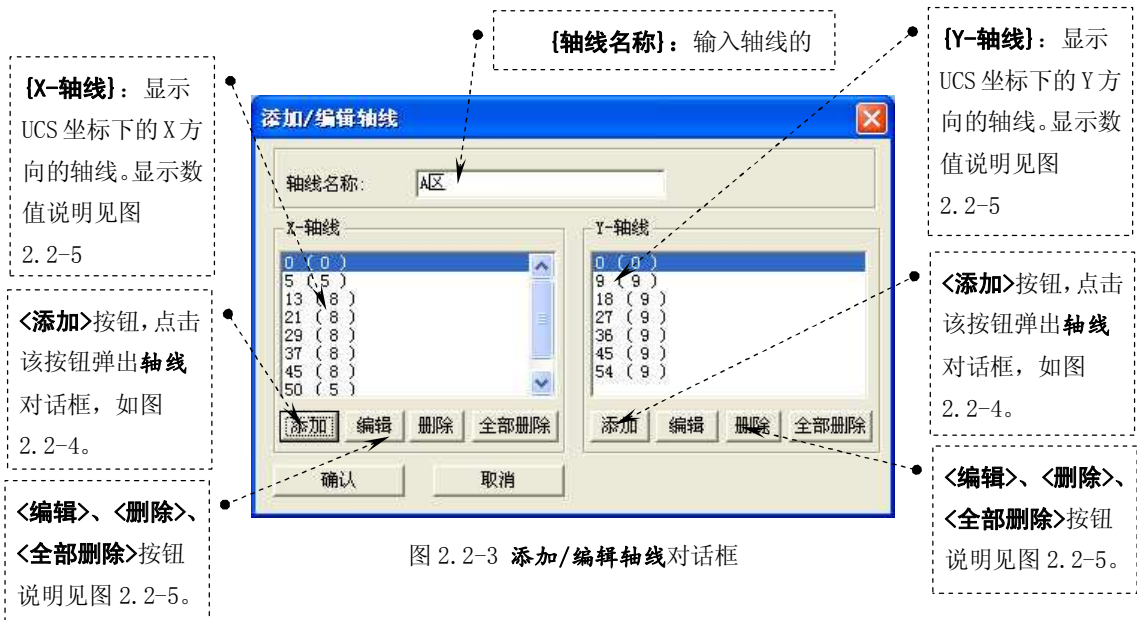 {轴线名称}：输入轴线的
{X-轴线}：显示
UCS 坐标下的 X 方
向的轴线。显示数
值说明见图
2.2-5
<添加>按钮，点击
该按钮弹出轴线
对话框，如图
2.2-4。
<编辑>、<删除>、
<全部删除>按钮
说明见图 2.2-5。
添加/编辑轴线
轴线名称: A区
X-轴线
0 ( 0 )
5 ( 5 )
13 ( 8 )
21 ( 8 )
29 ( 8 )
37 ( 8 )
45 ( 8 )
50 ( 5 )
添加 编辑 删除 全部删除
Y-轴线
0 ( 0 )
9 ( 9 )
18 ( 9 )
27 ( 9 )
36 ( 9 )
45 ( 9 )
54 ( 9 )
添加 编辑 删除 全部删除
确认 取消
{Y-轴线}：显示
UCS 坐标下的 Y 方
向的轴线。显示数
值说明见图
2.2-5
<添加>按钮，点击
该按钮弹出轴线
对话框，如图
2.2-4。
<编辑>、<删除>、
<全部删除>按钮
说明见图 2.2-5。
图 2.2-3 添加/编辑轴线对话框